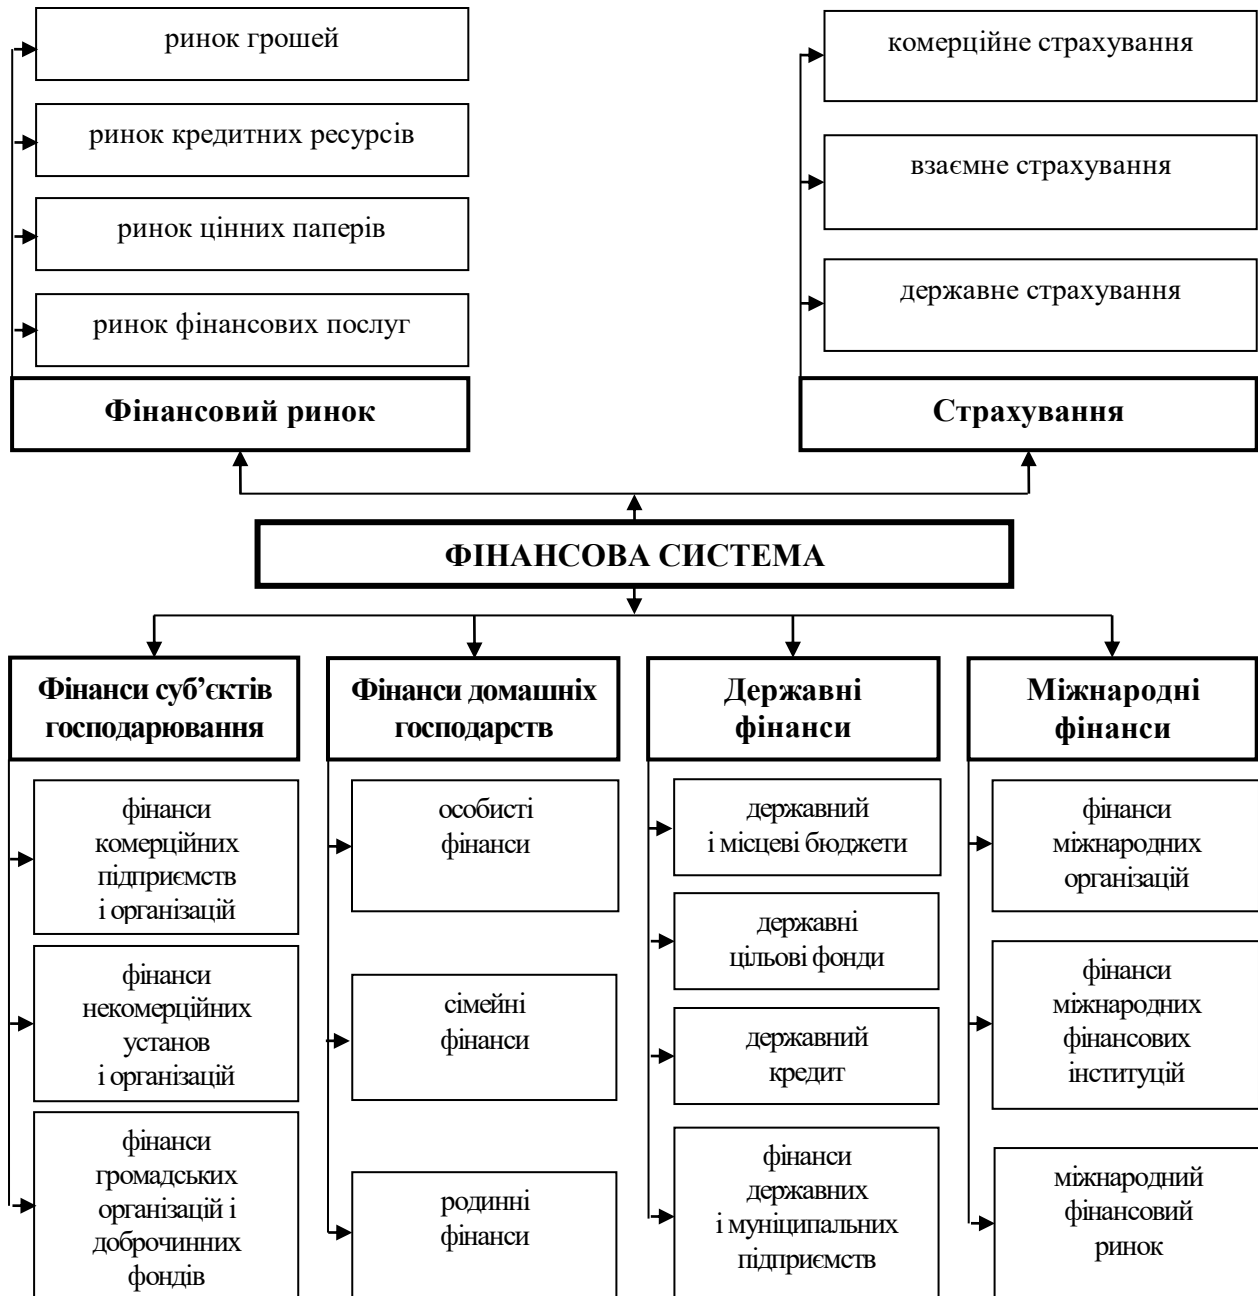 ринок грошей
ринок кредитних ресурсів
ринок цінних паперів
ринок фінансових послуг
Фінансовий ринок
комерційне страхування
взаємне страхування
державне страхування
Страхування
ФІНАНСОВА СИСТЕМА
Фінанси суб’єктів
господарювання
фінанси
комерційних
підприємств
і організацій
фінанси
некомерційних
установ
і організацій
фінанси
громадських
організацій і
доброчинних
фондів
Фінанси домашніх
господарств
особисті
фінанси
сімейні
фінанси
родинні
фінанси
Державні
фінанси
державний
і місцеві бюджети
державні
цільові фонди
державний
кредит
фінанси
державних
і муніципальних
підприємств
Міжнародні
фінанси
фінанси
міжнародних
організацій
фінанси
міжнародних
фінансових
інституцій
міжнародний
фінансовий
ринок